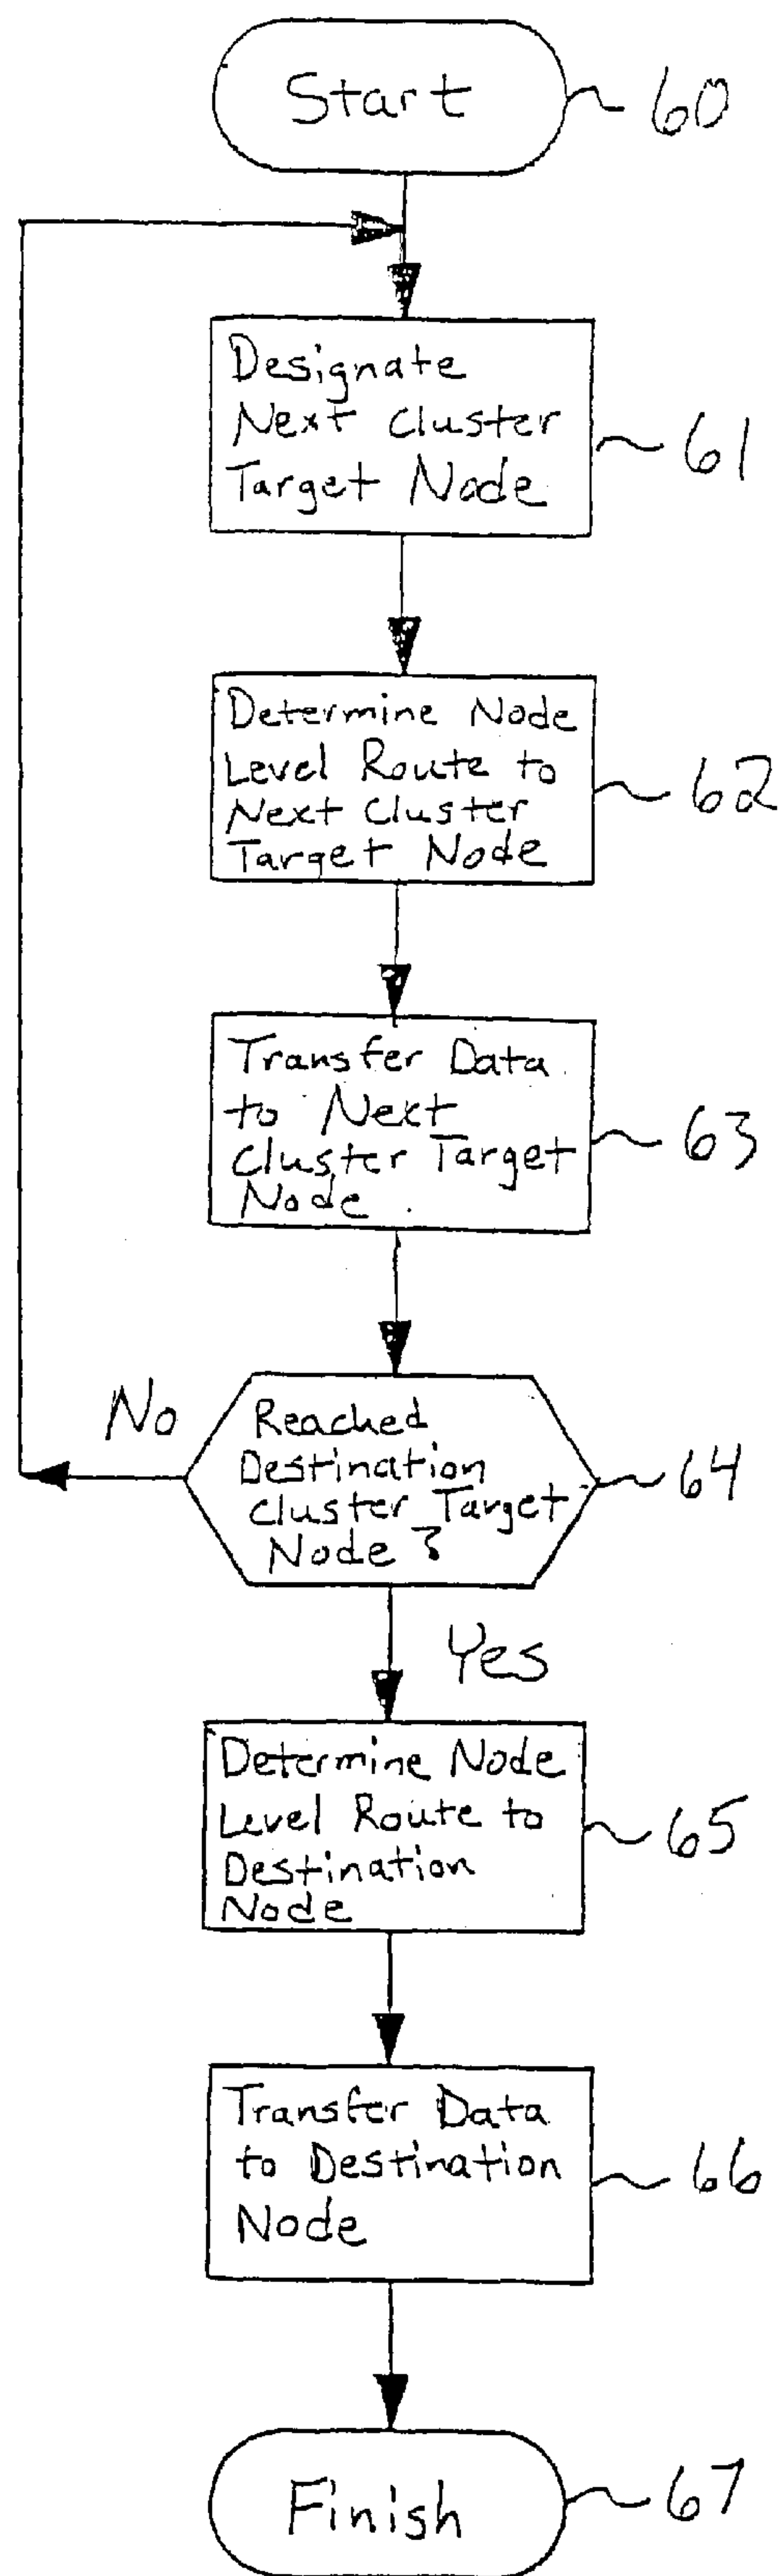 Start
60
Designate
Next Cluster
Target Node
61
Determine Node
Level Route to
Next Cluster
Target Node
62
Transfer Data
to Next
Cluster Target
Node
63
No
Reached
Destination
Cluster Target
Node?
64
Yes
Determine Node
Level Route to
Destination
Node
65
Transfer Data
to Destination
Node
66
Finish
67